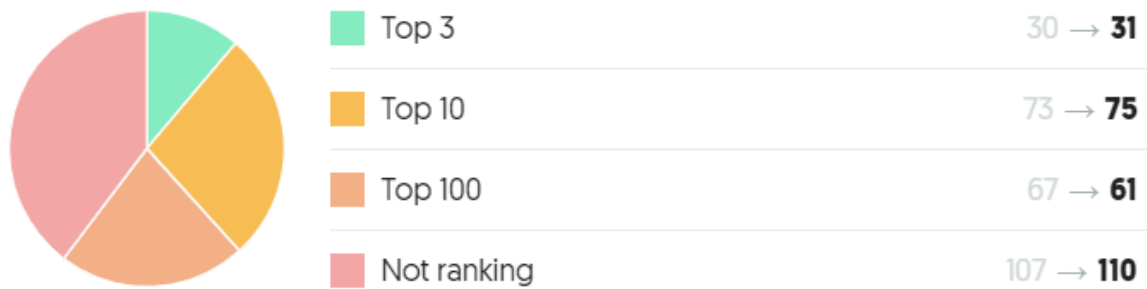 Top 3 30 → 31
Top 10 73 → 75
Top 100 67 → 61
Not ranking 107 → 110